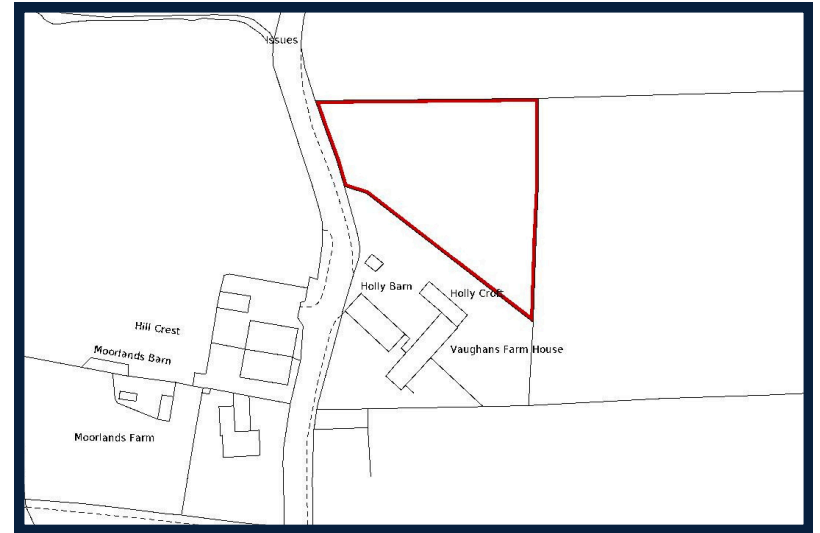 Issues
Holly Barn
Holly Croft
Hill Crest
Vaughans Farm House
Moorlands Barn
Moorlands Farm